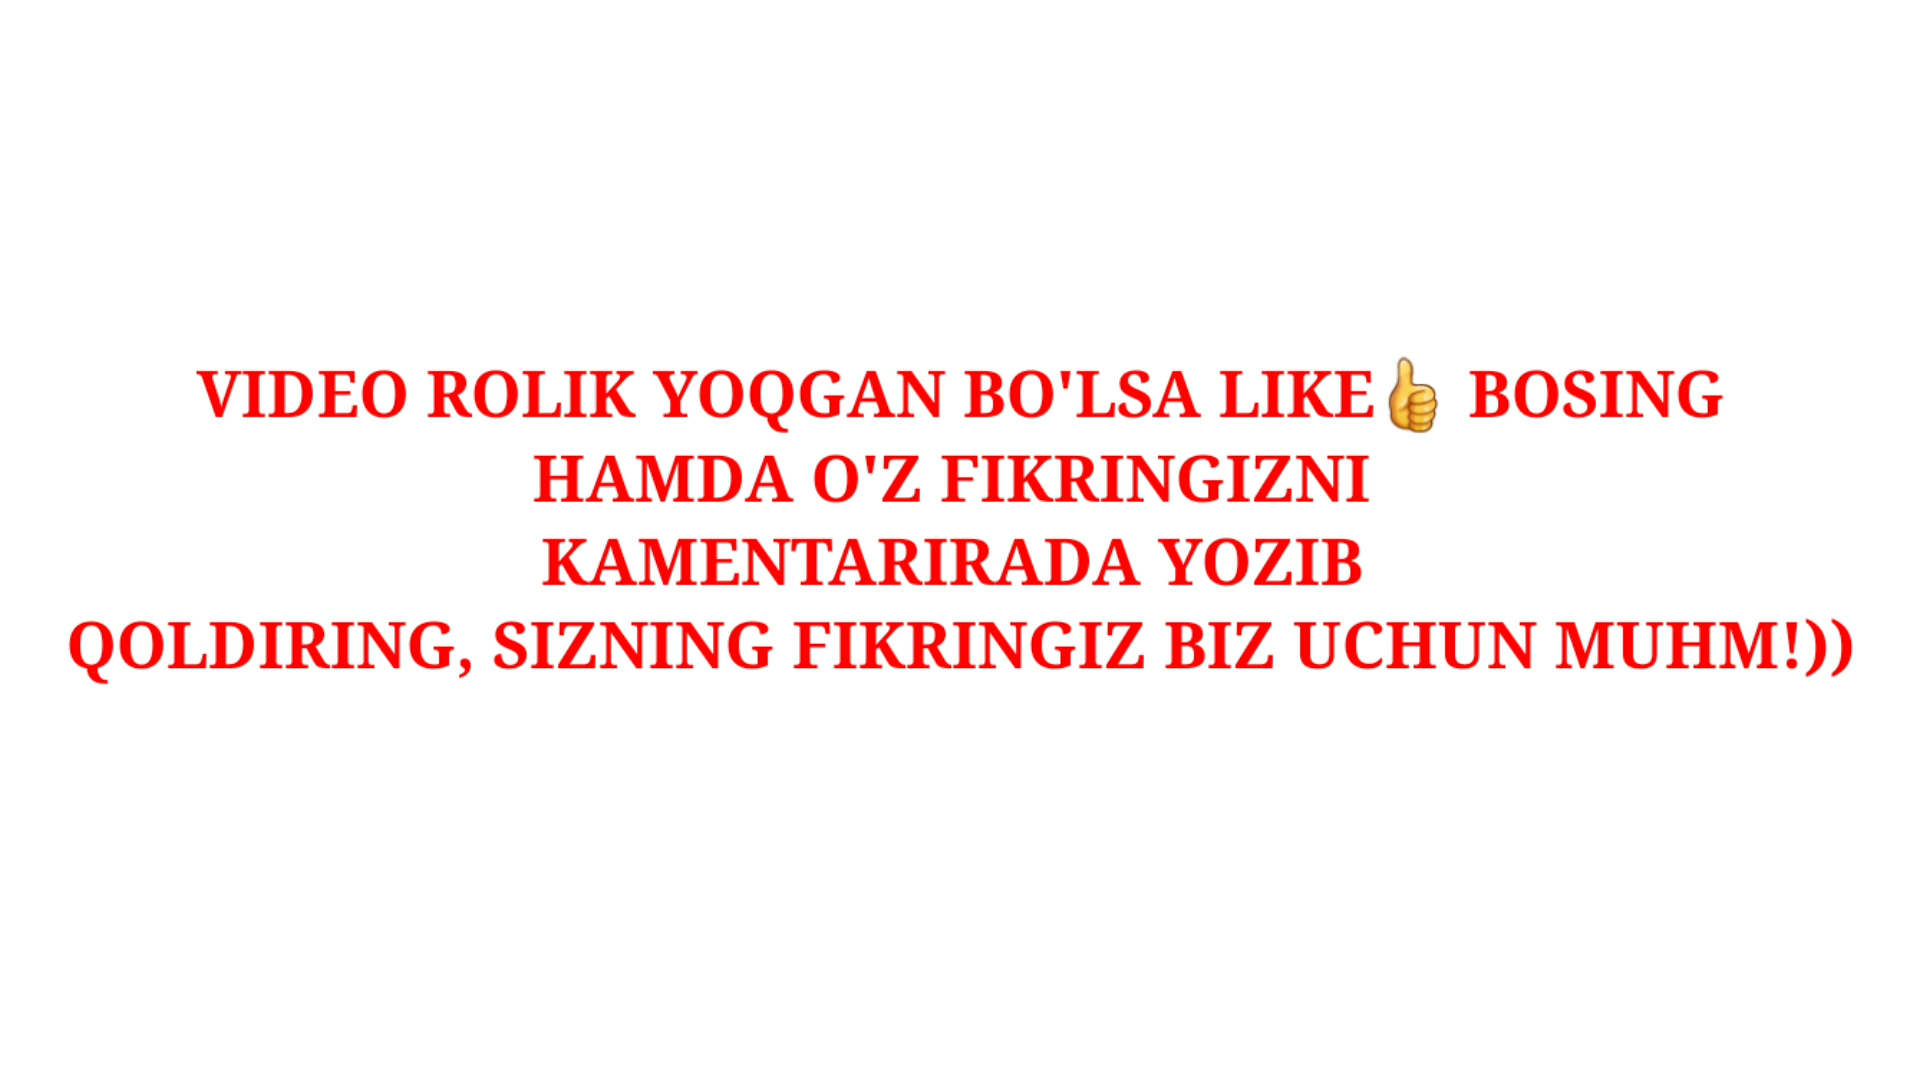 VIDEO ROLIK YOQGAN BO'LSA LIKE👍 BOSING
HAMDA O'Z FIKRINGIZNI
KAMENTARIRADA YOZIB
QOLDIRING, SIZNING FIKRINGIZ BIZ UCHUN MUHM!))